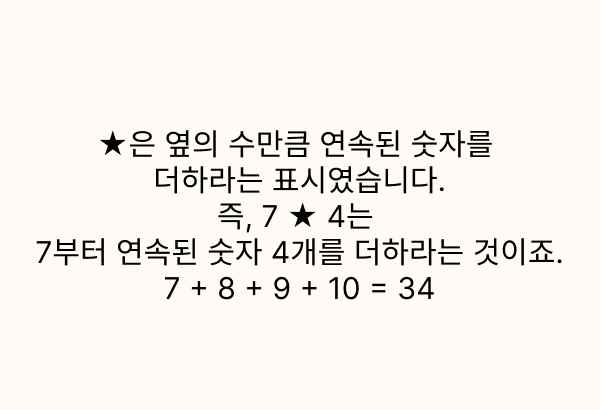 ★은 옆의 수만큼 연속된 숫자를
더하라는 표시였습니다.
즉, 7 ★ 4는
7부터 연속된 숫자 4개를 더하라는 것이죠.
7 + 8 + 9 + 10 = 34